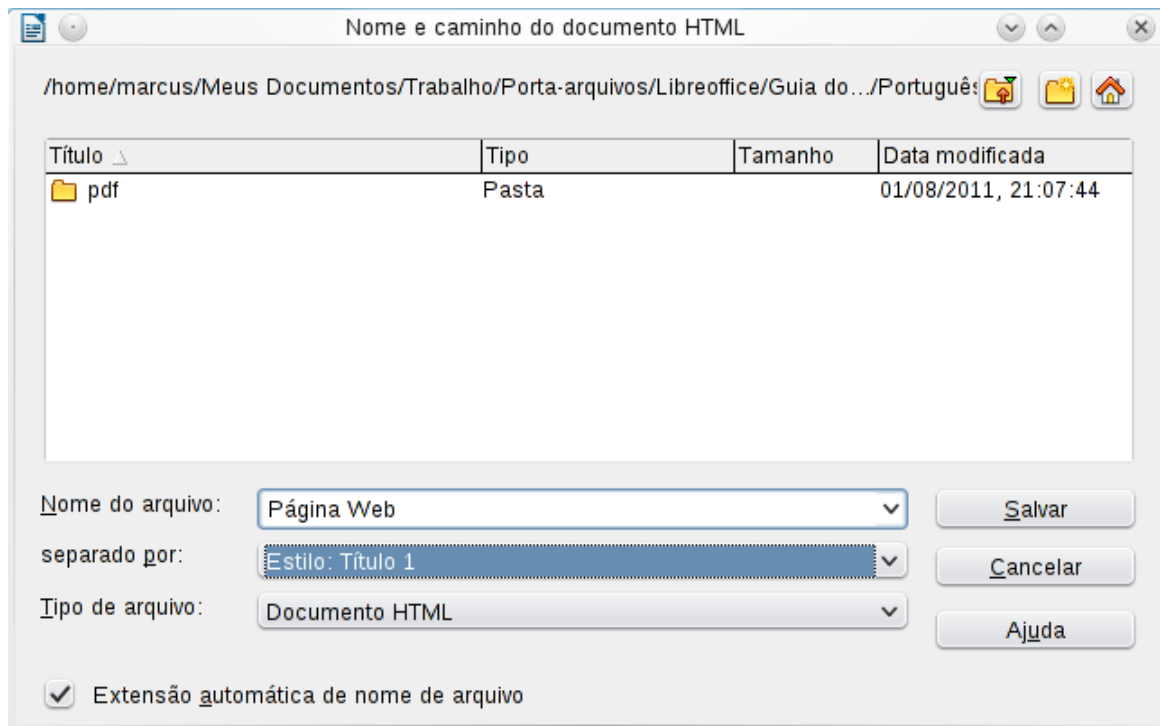 Nome e caminho do documento HTML
/home/marcus/Meus Documentos/Trabalho/Porta-arquivos/Libreoffice/Guia do.../Português
Título Tipo Tamanho Data modificada
pdf Pasta 01/08/2011, 21:07:44
Nome do arquivo: Página Web Salvar
separado por: Estilo: Título 1 Cancelar
Tipo de arquivo: Documento HTML Ajuda
Extensão automática de nome de arquivo